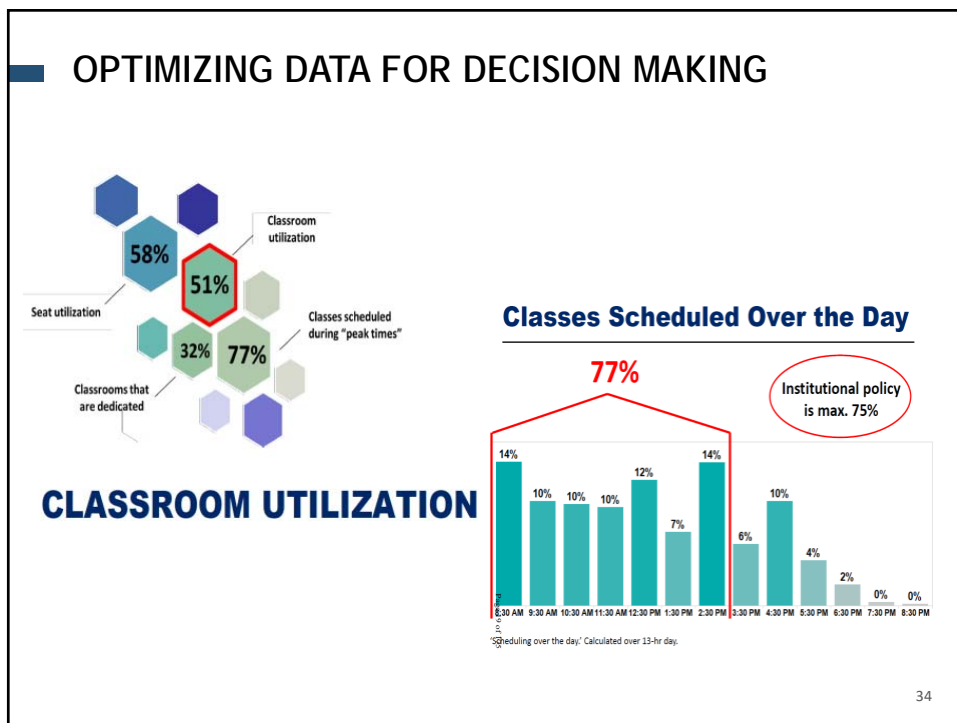 OPTIMIZING DATA FOR DECISION MAKING
58%
Classroom
utilization
51%
Seat utilization
Classes scheduled
during “peak times”
32%
77%
Classrooms that
are dedicated
CLASSROOM UTILIZATION
Classes Scheduled Over the Day
77%
Institutional policy
is max. 75%
14%
10%
10%
10%
12%
7%
14%
6%
10%
4%
2%
0%
0%
:30 AM 9:30 AM 10:30 AM 11:30 AM 12:30 PM 1:30 PM 2:30 PM 3:30 PM 4:30 PM 5:30 PM 6:30 PM 7:30 PM 8:30 PM
'Scheduling over the day.' Calculated over 13-hr day.
34